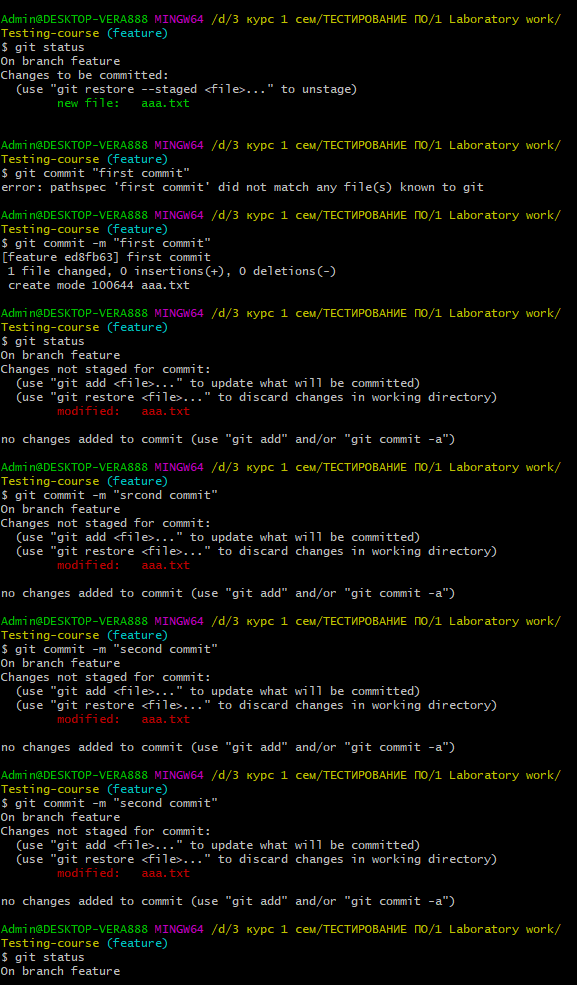 Admin@DESKTOP-VERA888 MINGW64 /d/3 курс 1 сем/ТЕСТИРОВАНИЕ ПО/1 Laboratory work/
Testing-course (feature)
$ git status
On branch feature
Changes to be committed:
  (use "git restore --staged <file>..." to unstage)
        new file:   aaa.txt

Admin@DESKTOP-VERA888 MINGW64 /d/3 курс 1 сем/ТЕСТИРОВАНИЕ ПО/1 Laboratory work/
Testing-course (feature)
$ git commit "first commit"
error: pathspec 'first commit' did not match any file(s) known to git

Admin@DESKTOP-VERA888 MINGW64 /d/3 курс 1 сем/ТЕСТИРОВАНИЕ ПО/1 Laboratory work/
Testing-course (feature)
$ git commit -m "first commit"
[feature ed8fb63] first commit
 1 file changed, 0 insertions(+), 0 deletions(-)
 create mode 100644 aaa.txt

Admin@DESKTOP-VERA888 MINGW64 /d/3 курс 1 сем/ТЕСТИРОВАНИЕ ПО/1 Laboratory work/
Testing-course (feature)
$ git status
On branch feature
Changes not staged for commit:
  (use "git add <file>..." to update what will be committed)
  (use "git restore <file>..." to discard changes in working directory)
        modified:   aaa.txt

no changes added to commit (use "git add" and/or "git commit -a")

Admin@DESKTOP-VERA888 MINGW64 /d/3 курс 1 сем/ТЕСТИРОВАНИЕ ПО/1 Laboratory work/
Testing-course (feature)
$ git commit -m "srcond commit"
On branch feature
Changes not staged for commit:
  (use "git add <file>..." to update what will be committed)
  (use "git restore <file>..." to discard changes in working directory)
        modified:   aaa.txt

no changes added to commit (use "git add" and/or "git commit -a")

Admin@DESKTOP-VERA888 MINGW64 /d/3 курс 1 сем/ТЕСТИРОВАНИЕ ПО/1 Laboratory work/
Testing-course (feature)
$ git commit -m "second commit"
On branch feature
Changes not staged for commit:
  (use "git add <file>..." to update what will be committed)
  (use "git restore <file>..." to discard changes in working directory)
        modified:   aaa.txt

no changes added to commit (use "git add" and/or "git commit -a")

Admin@DESKTOP-VERA888 MINGW64 /d/3 курс 1 сем/ТЕСТИРОВАНИЕ ПО/1 Laboratory work/
Testing-course (feature)
$ git commit -m "second commit"
On branch feature
Changes not staged for commit:
  (use "git add <file>..." to update what will be committed)
  (use "git restore <file>..." to discard changes in working directory)
        modified:   aaa.txt

no changes added to commit (use "git add" and/or "git commit -a")

Admin@DESKTOP-VERA888 MINGW64 /d/3 курс 1 сем/ТЕСТИРОВАНИЕ ПО/1 Laboratory work/
Testing-course (feature)
$ git status
On branch feature